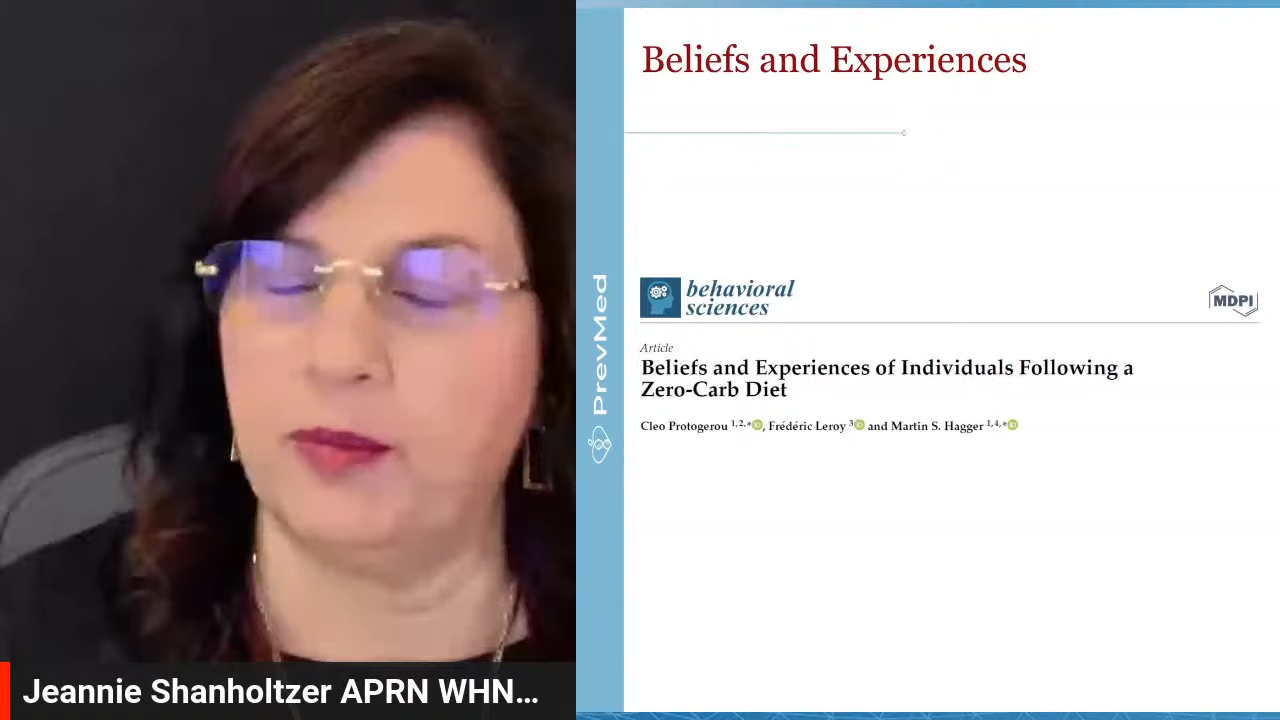 Beliefs and Experiences
PrevMed
behavioral
sciences
MDPI
Article
Beliefs and Experiences of Individuals Following a
Zero-Carb Diet
Cleo Protogerou 1,2,*, Frédéric Leroy 3 and Martin S. Hagger 1,4,*
Jeannie Shanholtzer APRN WHN...